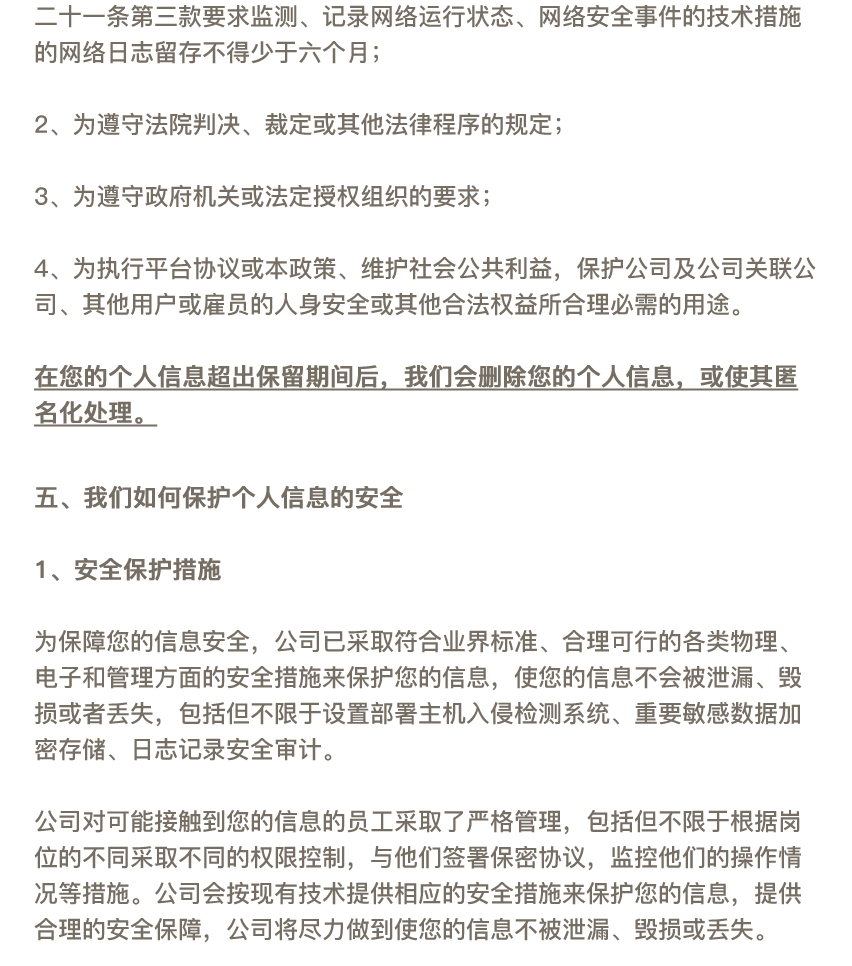 二十一条第三款要求监测、记录网络运行状态、网络安全事件的技术措施
的网络日志留存不得少于六个月；
2、为遵守法院判决、裁定或其他法律程序的规定；
3、为遵守政府机关或法定授权组织的要求；
4、为执行平台协议或本政策、维护社会公共利益，保护公司及公司关联公
司、其他用户或雇员的人身安全或其他合法权益所合理必需的用途。
在您的个人信息超出保留期间后，我们会删除您的个人信息，或使其匿
名化处理。
五、我们如何保护个人信息的安全
1、安全保护措施
为保障您的信息安全，公司已采取符合业界标准、合理可行的各类物理、
电子和管理方面的安全措施来保护您的信息，使您的信息不会被泄漏、毁
损或者丢失，包括但不限于设置部署主机入侵检测系统、重要敏感数据加
密存储、日志记录安全审计。
公司对可能接触到您的信息的员工采取了严格管理，包括但不限于根据岗
位的不同采取不同的权限控制，与他们签署保密协议，监控他们的操作情
况等措施。公司会按现有技术提供相应的安全措施来保护您的信息，提供
合理的安全保障，公司将尽力做到使您的信息不被泄漏、毁损或丢失。